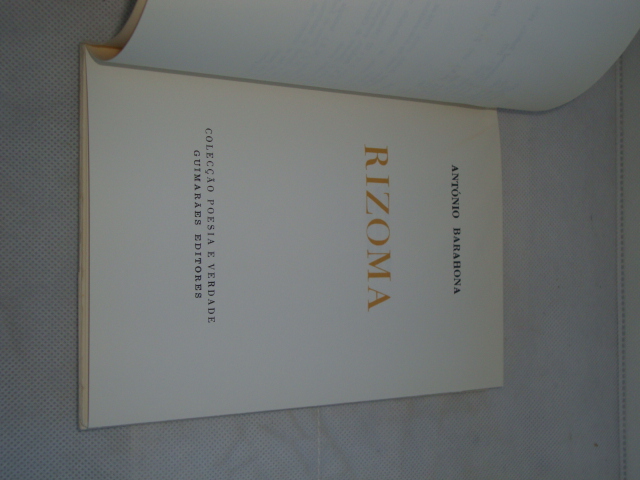 ANTÓNIO BARAHONA
RIZOMA
COLECÇÃO POESIA E VERDADE
GUIMARÃES EDITORES